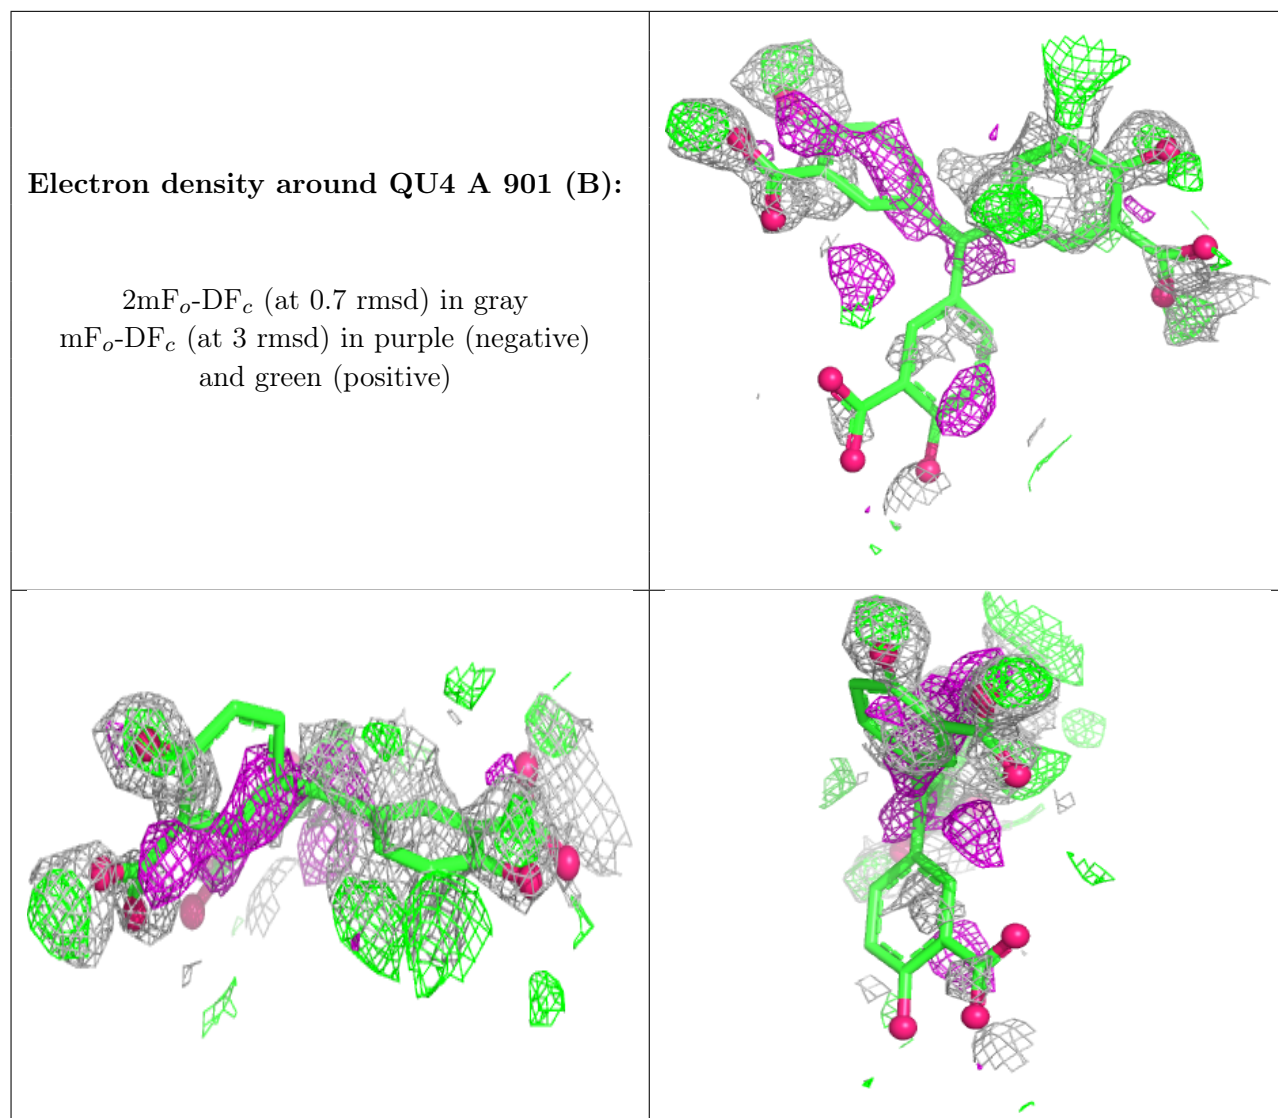 Electron density around QU4 A 901 (B):
2mFo-DFc (at 0.7 rmsd) in gray
mFo-DFc (at 3 rmsd) in purple (negative)
and green (positive)